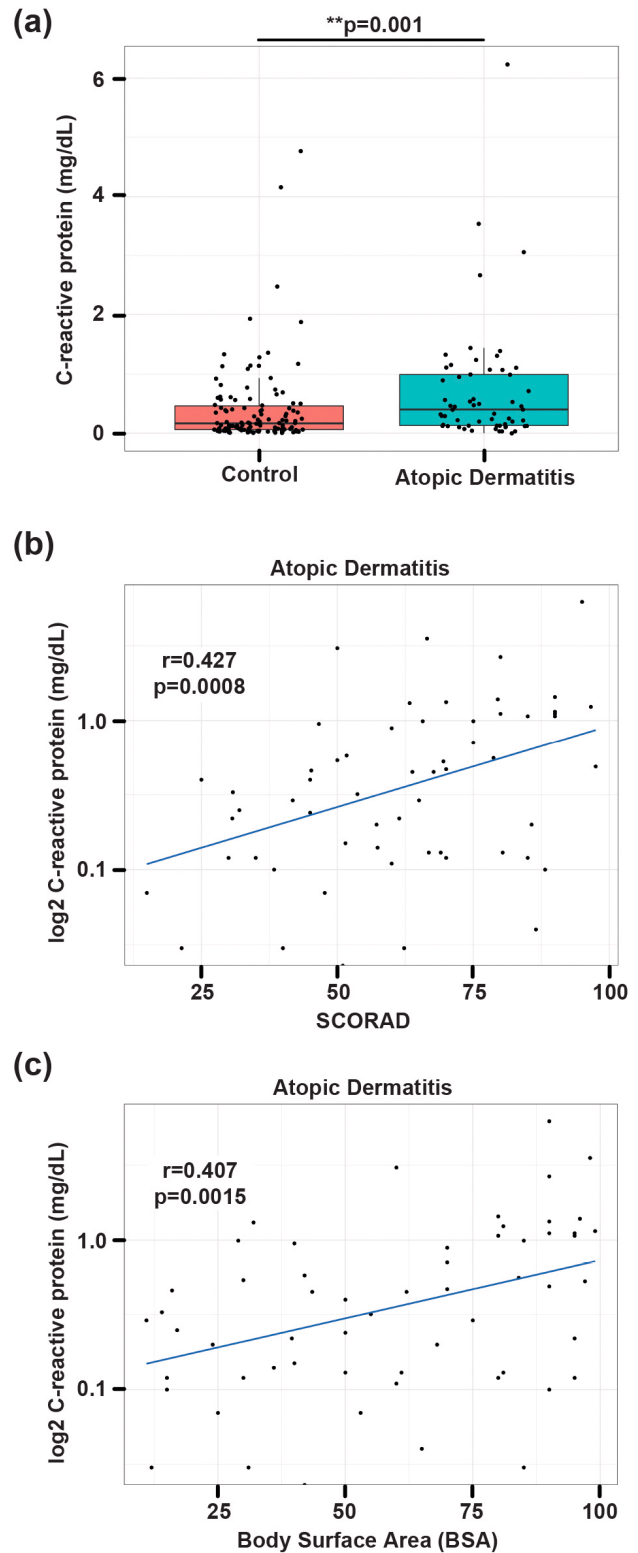 (a)
**p=0.001
C-reactive protein (mg/dL)
6
4
2
0
Control
Atopic Dermatitis
(b)
Atopic Dermatitis
r=0.427
p=0.0008
log2 C-reactive protein (mg/dL)
1.0
0.1
25
50
75
100
SCORAD
(c)
Atopic Dermatitis
r=0.407
p=0.0015
log2 C-reactive protein (mg/dL)
1.0
0.1
25
50
75
100
Body Surface Area (BSA)